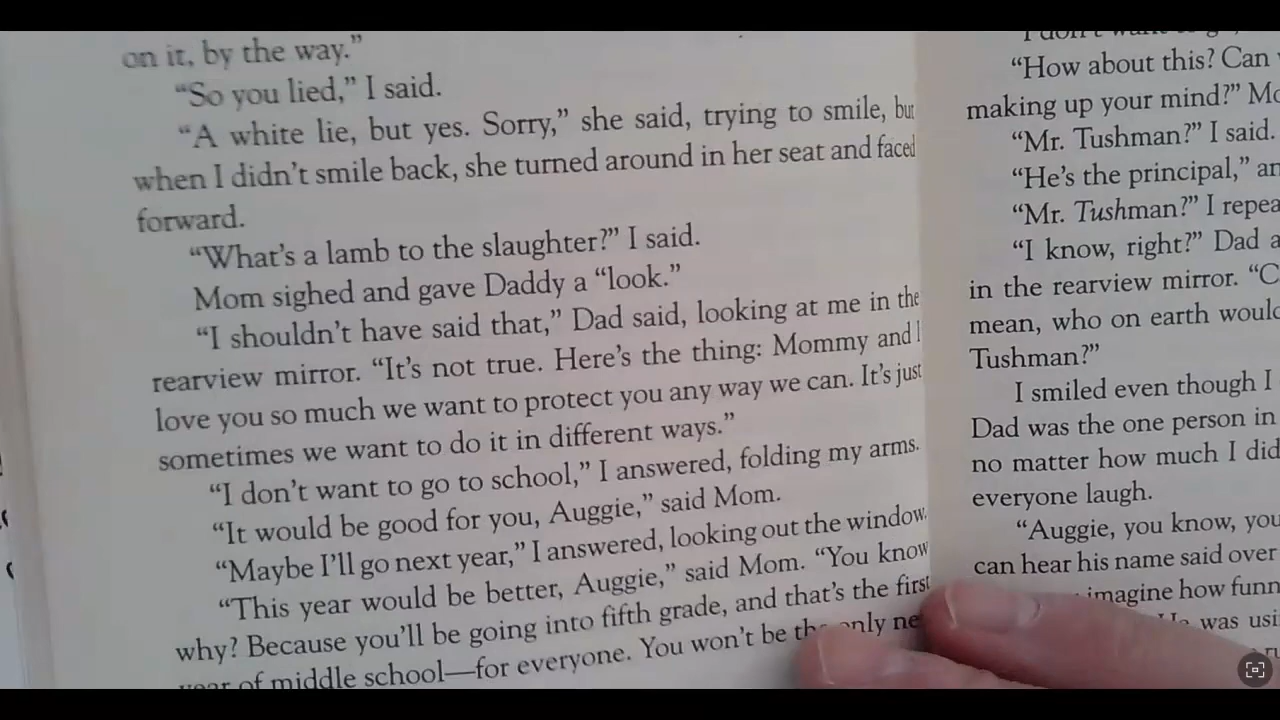 on it, by the way.”
“So you lied,” I said.
“A white lie, but yes. Sorry,” she said, trying to smile, but
when I didn’t smile back, she turned around in her seat and faced
forward.
“What’s a lamb to the slaughter?” I said.
Mom sighed and gave Daddy a “look.”
“I shouldn’t have said that,” Dad said, looking at me in the
rearview mirror. “It’s not true. Here’s the thing: Mommy and I
love you so much we want to protect you any way we can. It’s just
sometimes we want to do it in different ways.”
“I don’t want to go to school,” I answered, folding my arms.
“It would be good for you, Auggie,” said Mom.
“Maybe I’ll go next year,” I answered, looking out the window.
“This year would be better, Auggie,” said Mom. “You know
why? Because you’ll be going into fifth grade, and that’s the first
year of middle school—for everyone. You won’t be the only
“How about this? Can
making up your mind?”
“Mr. Tushman?” I said.
“He’s the principal,”
“Mr. Tushman?” I
“I know, right?” Dad
in the rearview mirror.
mean, who on earth
Tushman?”
I smiled even though I
Dad was the one person in
no matter how much I did
everyone laugh.
“Auggie, you know, you
can hear his name said over
imagine how
was